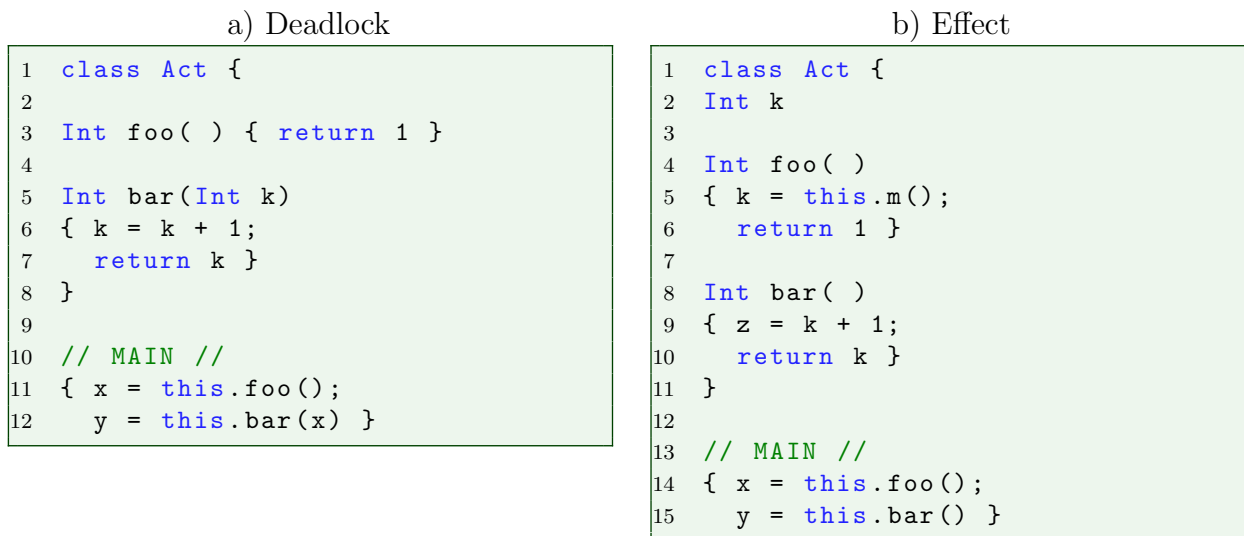 a) Deadlock
1 class Act {
2
3 Int foo( ) { return 1 }
4
5 Int bar(Int k)
6 { k = k + 1;
7   return k }
8 }
9
10 // MAIN //
11 { x = this.foo();
12   y = this.bar(x) }
b) Effect
1 class Act {
2 Int k
3
4 Int foo( )
5 { k = this.m();
6   return 1 }
7
8 Int bar( )
9 { z = k + 1;
10   return k }
11 }
12
13 // MAIN //
14 { x = this.foo();
15   y = this.bar() }